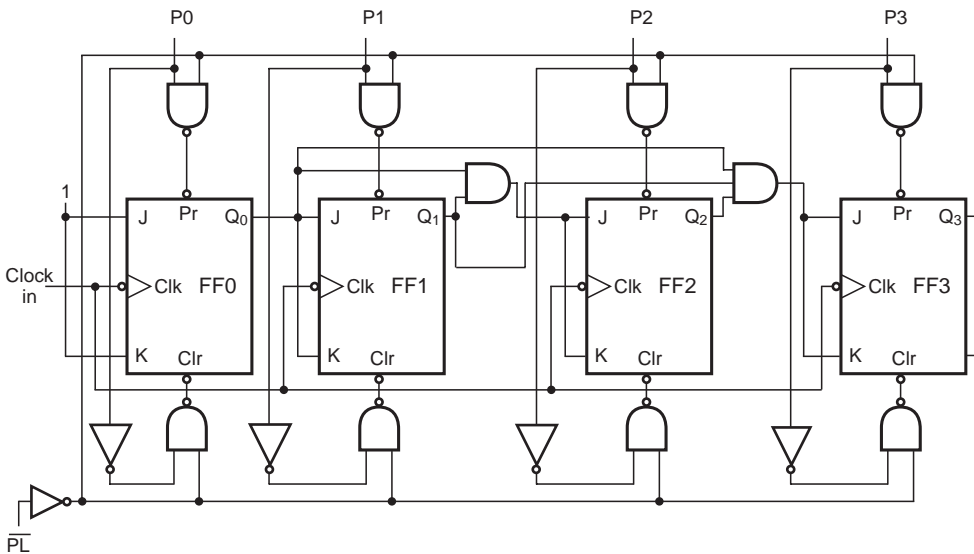 P0 P1 P2 P3
1
J Pr Q₀ J Pr Q₁ J Pr Q₂ J Pr Q₃
Clock in
Clk FF0 Clk FF1 Clk FF2 Clk FF3
K Clr K Clr K Clr K Clr
P̅L̅